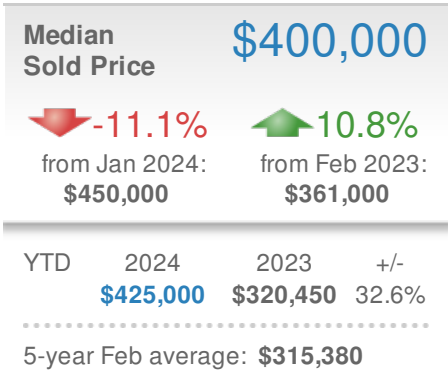 Median
Sold Price
$400,000
-11.1% 10.8%
from Jan 2024: from Feb 2023:
$450,000 $361,000
YTD 2024 2023 +/-
$425,000 $320,450 32.6%
5-year Feb average: $315,380